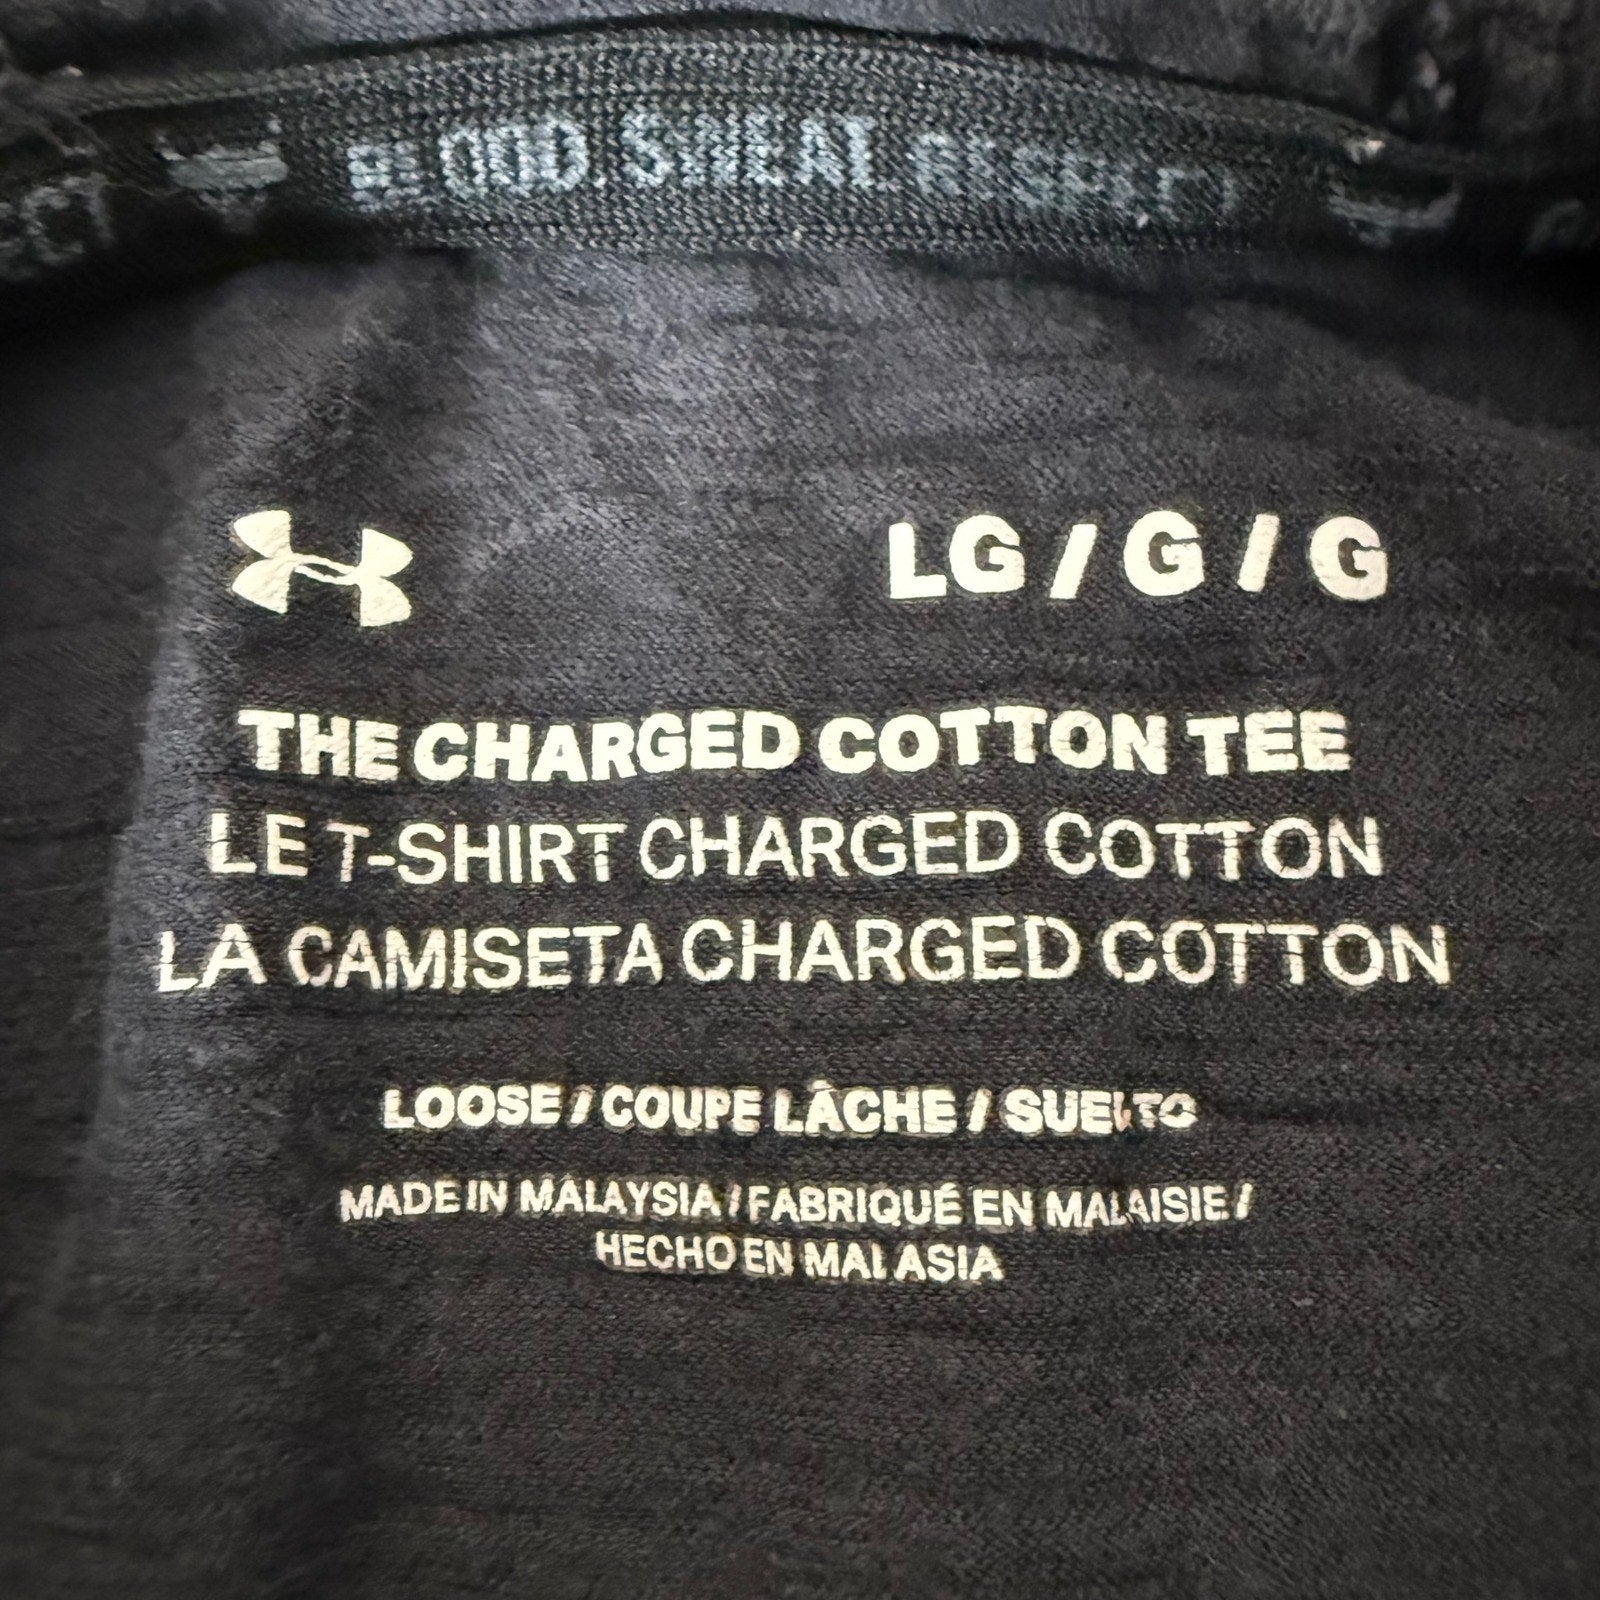 BLOOD SWEAT RESPECT
LG / G / G
THE CHARGED COTTON TEE
LE T-SHIRT CHARGED COTTON
LA CAMISETA CHARGED COTTON
LOOSE / COUPE LÂCHE / SUELTO
MADE IN MALAYSIA / FABRIQUÉ EN MALAISIE /
HECHO EN MALASIA